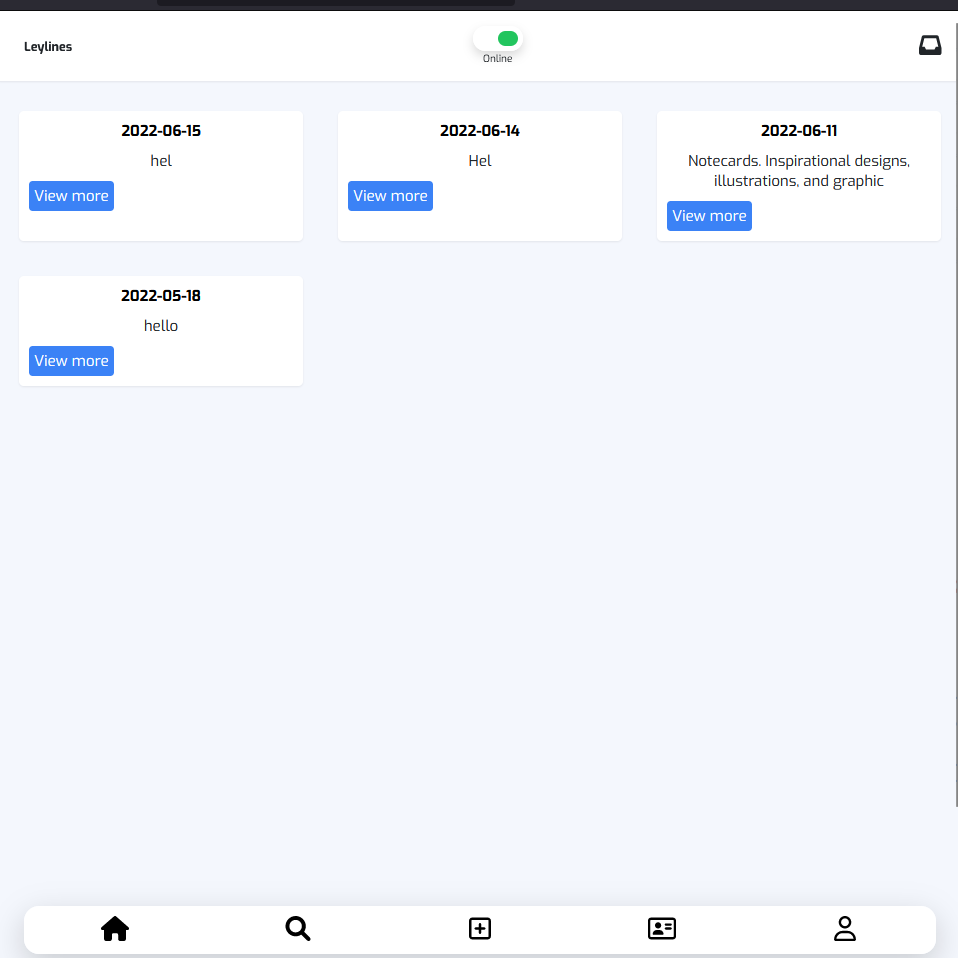 Leylines
Online
2022-06-15
hel
View more
2022-06-14
Hel
View more
2022-06-11
Notecards. Inspirational designs,
illustrations, and graphic
View more
2022-05-18
hello
View more